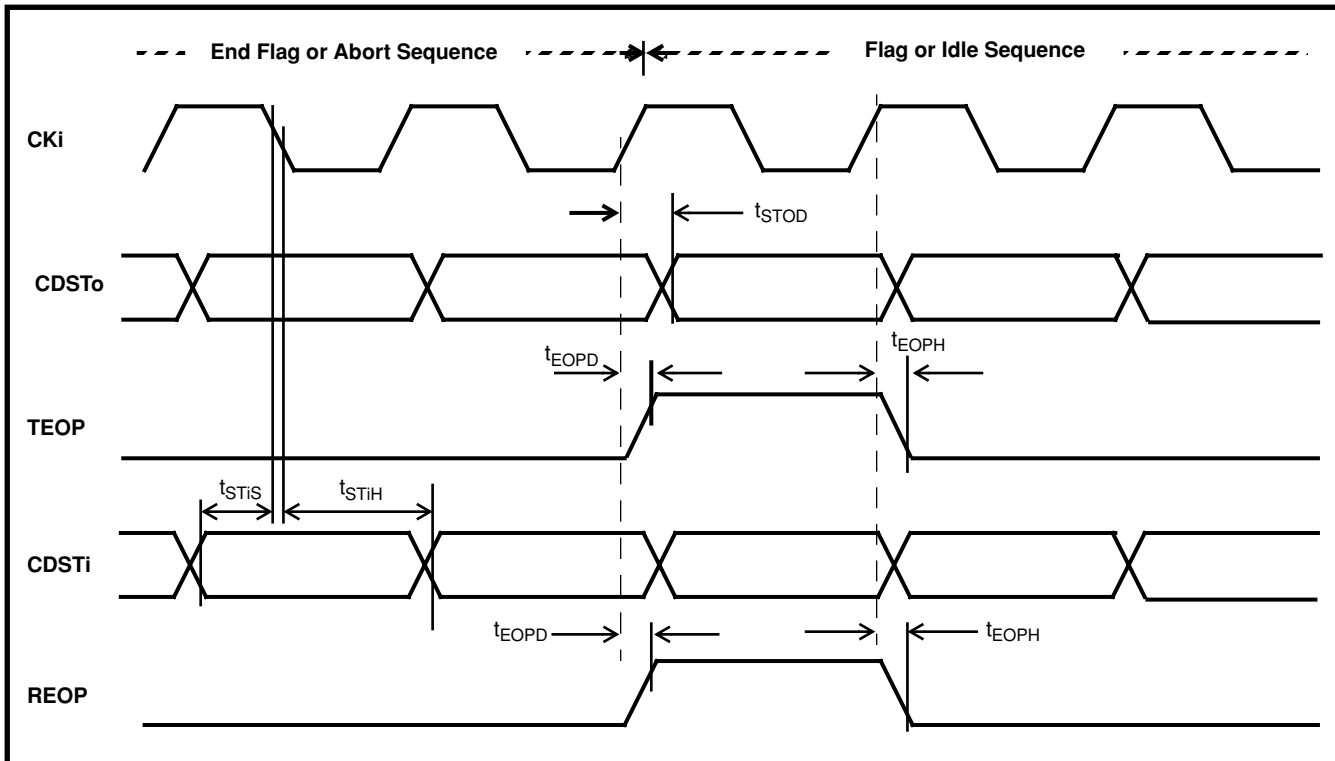 End Flag or Abort Sequence
Flag or Idle Sequence
CKi
tSTOD
CDSTo
tEOPD
tEOPH
TEOP
tSTiS
tSTiH
CDSTi
tEOPD
tEOPH
REOP